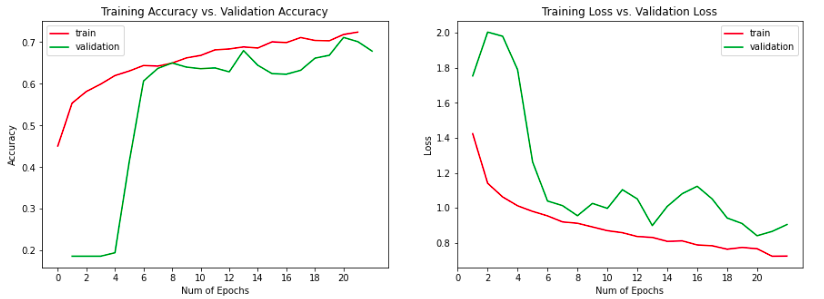 Training Accuracy vs. Validation Accuracy
train
validation
0.7
0.6
0.5
0.4
0.3
0.2
Accuracy
0 2 4 6 8 10 12 14 16 18 20
Num of Epochs
Training Loss vs. Validation Loss
train
validation
2.0
1.8
1.6
1.4
1.2
1.0
0.8
Loss
0 2 4 6 8 10 12 14 16 18 20
Num of Epochs